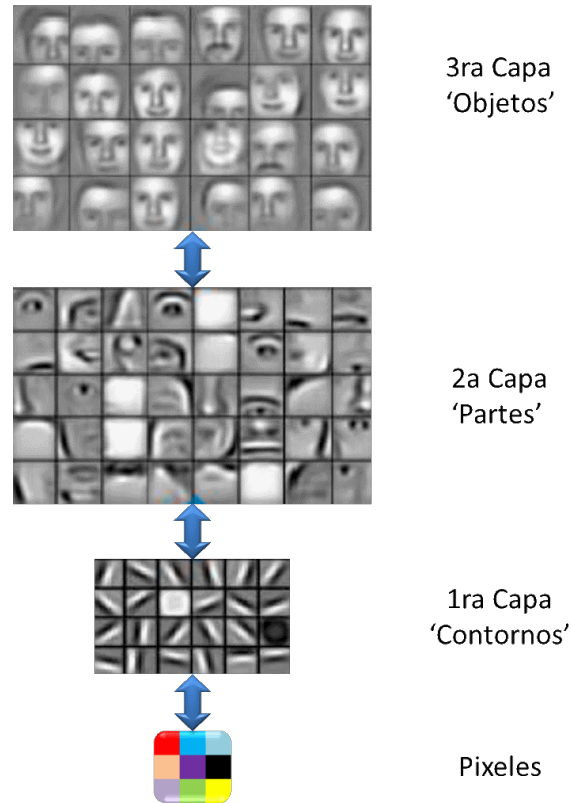 3ra Capa
‘Objetos’
2a Capa
‘Partes’
1ra Capa
‘Contornos’
Pixeles